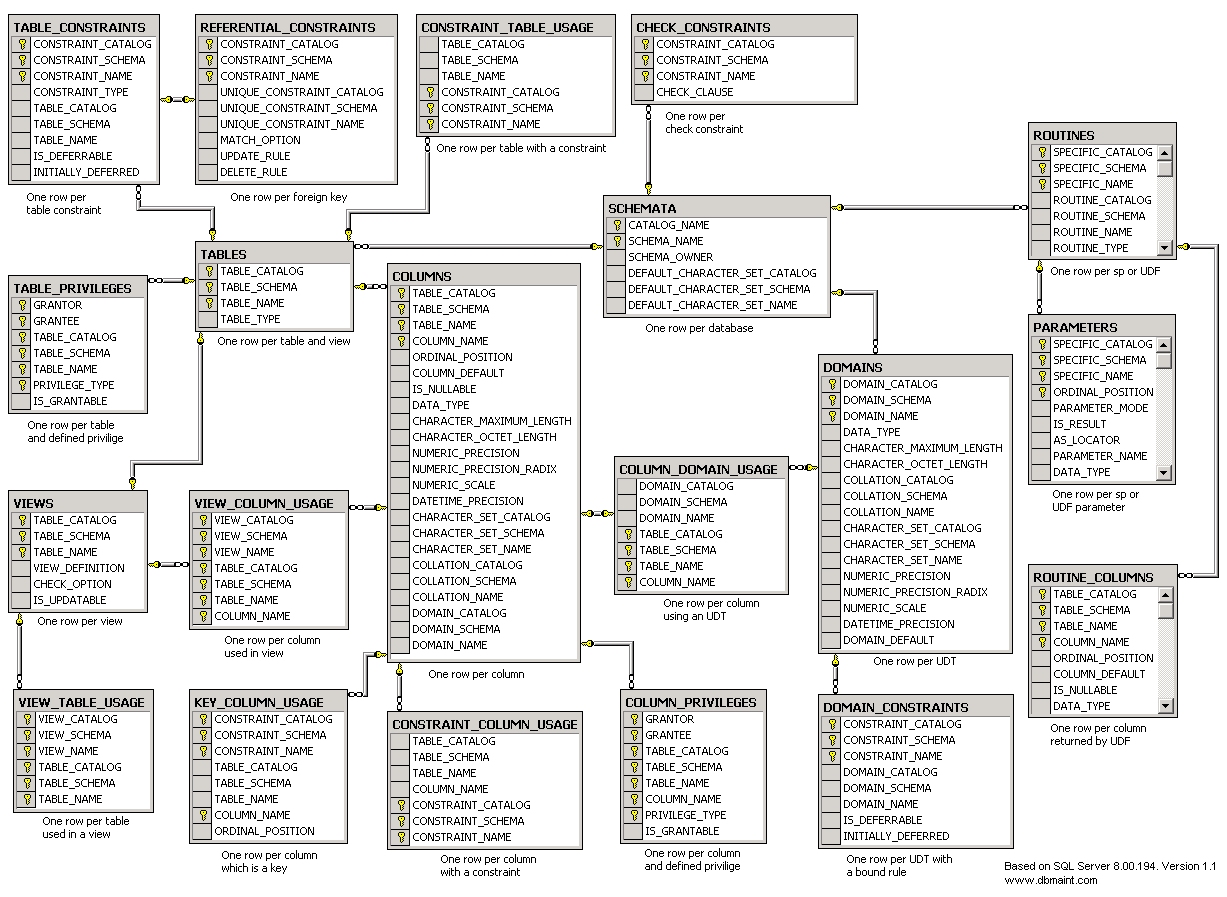 TABLE_CONSTRAINTS
CONSTRAINT_CATALOG
CONSTRAINT_SCHEMA
CONSTRAINT_NAME
CONSTRAINT_TYPE
TABLE_CATALOG
TABLE_SCHEMA
TABLE_NAME
IS_DEFERRABLE
INITIALLY_DEFERRED
One row per
table constraint
REFERENTIAL_CONSTRAINTS
CONSTRAINT_CATALOG
CONSTRAINT_SCHEMA
CONSTRAINT_NAME
UNIQUE_CONSTRAINT_CATALOG
UNIQUE_CONSTRAINT_SCHEMA
UNIQUE_CONSTRAINT_NAME
MATCH_OPTION
UPDATE_RULE
DELETE_RULE
One row per foreign key
CONSTRAINT_TABLE_USAGE
TABLE_CATALOG
TABLE_SCHEMA
TABLE_NAME
CONSTRAINT_CATALOG
CONSTRAINT_SCHEMA
CONSTRAINT_NAME
One row per table with a constraint
CHECK_CONSTRAINTS
CONSTRAINT_CATALOG
CONSTRAINT_SCHEMA
CONSTRAINT_NAME
CHECK_CLAUSE
One row per
check constraint
ROUTINES
SPECIFIC_CATALOG
SPECIFIC_SCHEMA
SPECIFIC_NAME
ROUTINE_CATALOG
ROUTINE_SCHEMA
ROUTINE_NAME
ROUTINE_TYPE
One row per sp or UDF
SCHEMATA
CATALOG_NAME
SCHEMA_NAME
SCHEMA_OWNER
DEFAULT_CHARACTER_SET_CATALOG
DEFAULT_CHARACTER_SET_SCHEMA
DEFAULT_CHARACTER_SET_NAME
One row per database
TABLES
TABLE_CATALOG
TABLE_SCHEMA
TABLE_NAME
TABLE_TYPE
One row per table and view
TABLE_PRIVILEGES
GRANTOR
GRANTEE
TABLE_CATALOG
TABLE_SCHEMA
TABLE_NAME
PRIVILEGE_TYPE
IS_GRANTABLE
One row per table
and defined privilige
COLUMNS
TABLE_CATALOG
TABLE_SCHEMA
TABLE_NAME
COLUMN_NAME
ORDINAL_POSITION
COLUMN_DEFAULT
IS_NULLABLE
DATA_TYPE
CHARACTER_MAXIMUM_LENGTH
CHARACTER_OCTET_LENGTH
NUMERIC_PRECISION
NUMERIC_PRECISION_RADIX
NUMERIC_SCALE
DATETIME_PRECISION
CHARACTER_SET_CATALOG
CHARACTER_SET_SCHEMA
CHARACTER_SET_NAME
COLLATION_CATALOG
COLLATION_SCHEMA
COLLATION_NAME
DOMAIN_CATALOG
DOMAIN_SCHEMA
DOMAIN_NAME
One row per column
PARAMETERS
SPECIFIC_CATALOG
SPECIFIC_SCHEMA
SPECIFIC_NAME
ORDINAL_POSITION
PARAMETER_MODE
IS_RESULT
AS_LOCATOR
PARAMETER_NAME
DATA_TYPE
One row per sp or
UDF parameter
DOMAINS
DOMAIN_CATALOG
DOMAIN_SCHEMA
DOMAIN_NAME
DATA_TYPE
CHARACTER_MAXIMUM_LENGTH
CHARACTER_OCTET_LENGTH
COLLATION_CATALOG
COLLATION_SCHEMA
COLLATION_NAME
CHARACTER_SET_CATALOG
CHARACTER_SET_SCHEMA
CHARACTER_SET_NAME
NUMERIC_PRECISION
NUMERIC_PRECISION_RADIX
NUMERIC_SCALE
DATETIME_PRECISION
DOMAIN_DEFAULT
One row per UDT
COLUMN_DOMAIN_USAGE
DOMAIN_CATALOG
DOMAIN_SCHEMA
DOMAIN_NAME
TABLE_CATALOG
TABLE_SCHEMA
TABLE_NAME
COLUMN_NAME
One row per column
using an UDT
VIEWS
TABLE_CATALOG
TABLE_SCHEMA
TABLE_NAME
VIEW_DEFINITION
CHECK_OPTION
IS_UPDATABLE
One row per view
VIEW_COLUMN_USAGE
VIEW_CATALOG
VIEW_SCHEMA
VIEW_NAME
TABLE_CATALOG
TABLE_SCHEMA
TABLE_NAME
COLUMN_NAME
One row per column
used in view
ROUTINE_COLUMNS
TABLE_CATALOG
TABLE_SCHEMA
TABLE_NAME
COLUMN_NAME
ORDINAL_POSITION
COLUMN_DEFAULT
IS_NULLABLE
DATA_TYPE
One row per column
returned by UDF
VIEW_TABLE_USAGE
VIEW_CATALOG
VIEW_SCHEMA
VIEW_NAME
TABLE_CATALOG
TABLE_SCHEMA
TABLE_NAME
One row per table
used in a view
KEY_COLUMN_USAGE
CONSTRAINT_CATALOG
CONSTRAINT_SCHEMA
CONSTRAINT_NAME
TABLE_CATALOG
TABLE_SCHEMA
TABLE_NAME
COLUMN_NAME
ORDINAL_POSITION
One row per column
which is a key
CONSTRAINT_COLUMN_USAGE
TABLE_CATALOG
TABLE_SCHEMA
TABLE_NAME
COLUMN_NAME
CONSTRAINT_CATALOG
CONSTRAINT_SCHEMA
CONSTRAINT_NAME
One row per column
with a constraint
COLUMN_PRIVILEGES
GRANTOR
GRANTEE
TABLE_CATALOG
TABLE_SCHEMA
TABLE_NAME
COLUMN_NAME
PRIVILEGE_TYPE
IS_GRANTABLE
One row per column
and defined privilige
DOMAIN_CONSTRAINTS
CONSTRAINT_CATALOG
CONSTRAINT_SCHEMA
CONSTRAINT_NAME
DOMAIN_CATALOG
DOMAIN_SCHEMA
DOMAIN_NAME
IS_DEFERRABLE
INITIALLY_DEFERRED
One row per UDT with
a bound rule
Based on SQL Server 8.00.194. Version 1.1
www.dbmaint.com